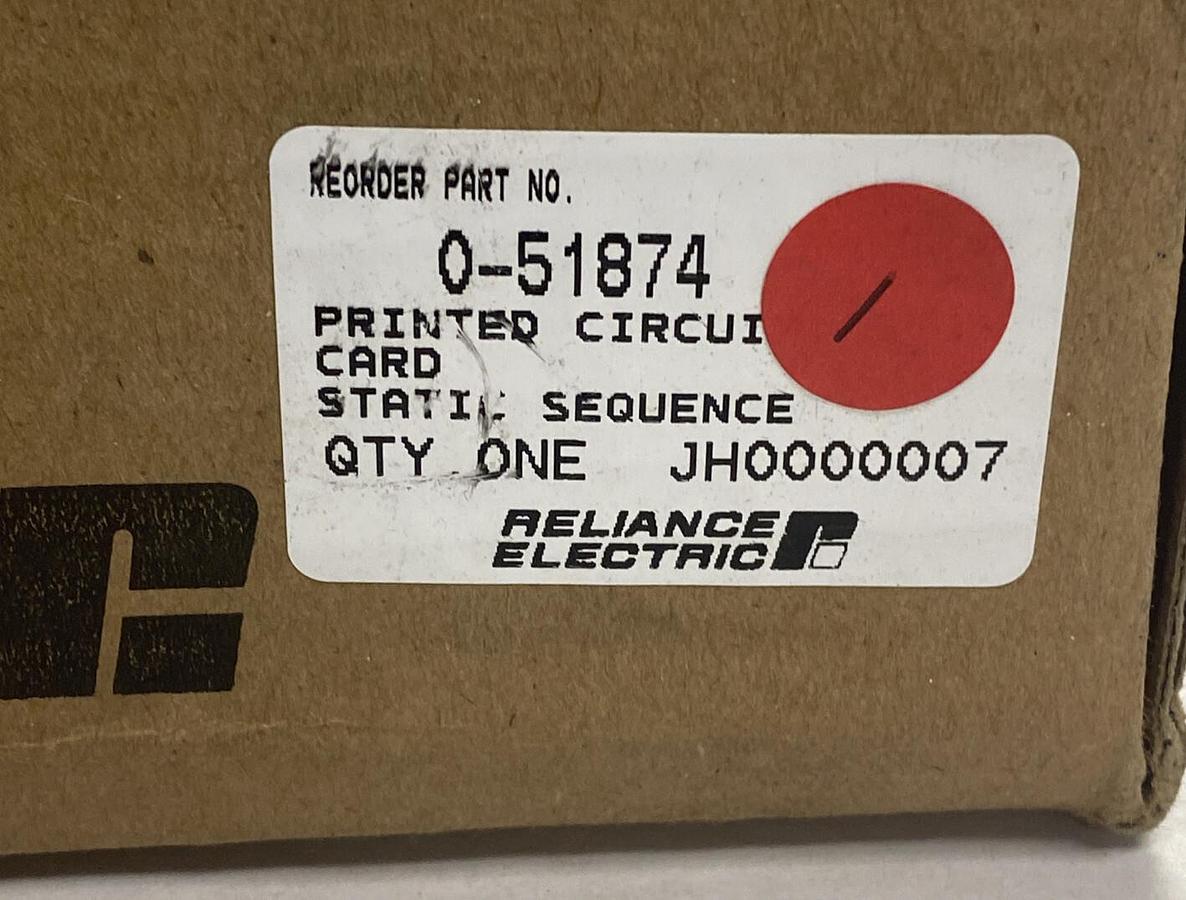 REORDER PART NO.
0-51874
PRINTED CIRCUI
CARD
STATIC SEQUENCE
QTY ONE JH0000007
RELIANCE
ELECTRIC